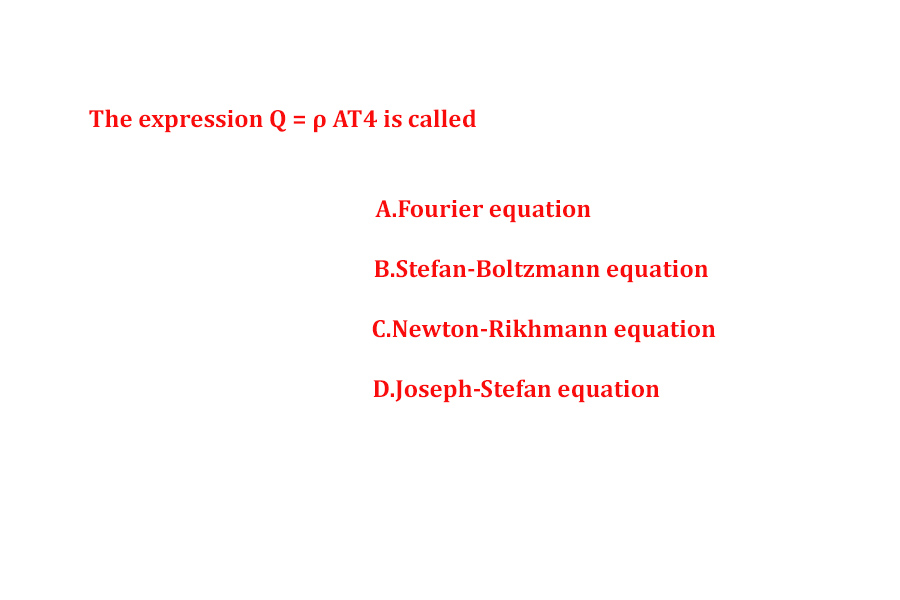 The expression Q = ρ AT4 is called
A.Fourier equation
B.Stefan-Boltzmann equation
C.Newton-Rikhmann equation
D.Joseph-Stefan equation